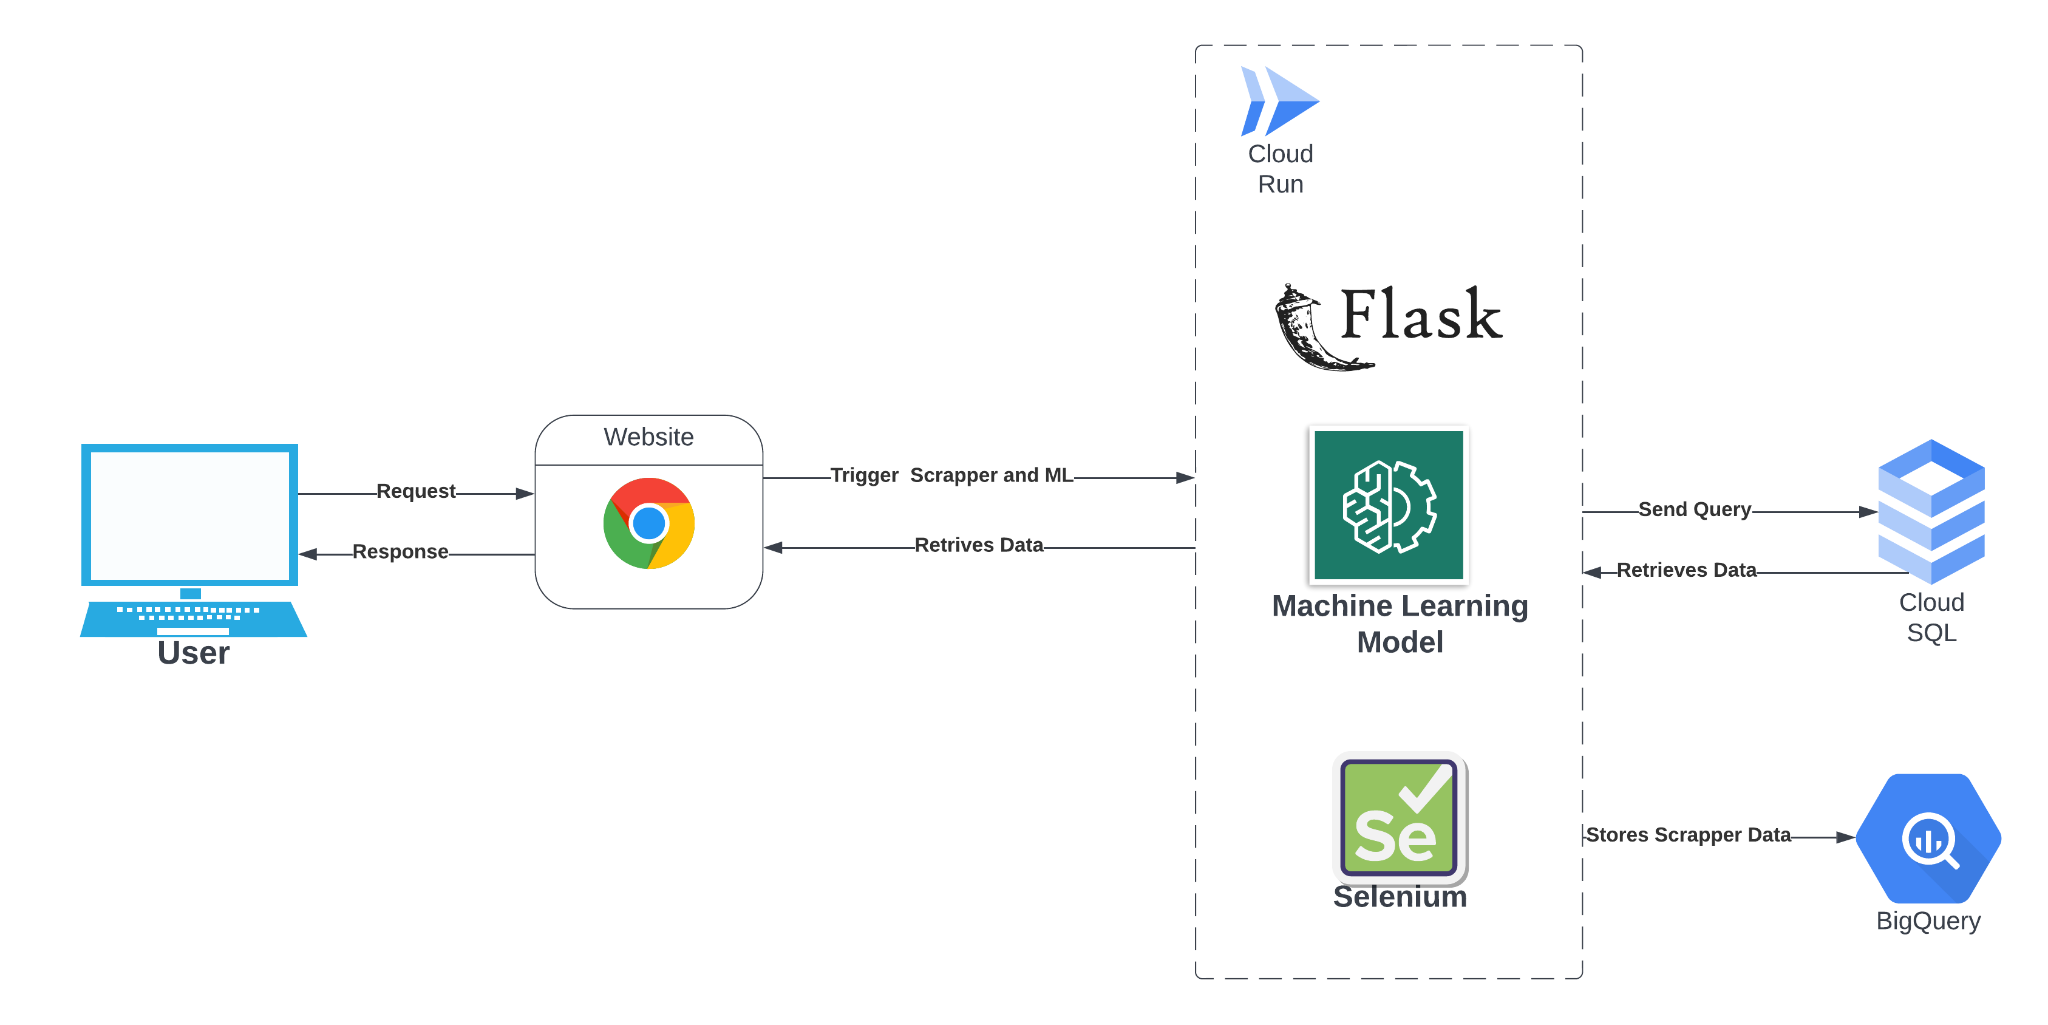 Cloud
Run
Flask
Website
Request
Response
User
Trigger  Scrapper and ML
Retrives Data
Machine Learning
Model
Send Query
Retrieves Data
Cloud
SQL
Se
Selenium
Stores Scrapper Data
BigQuery